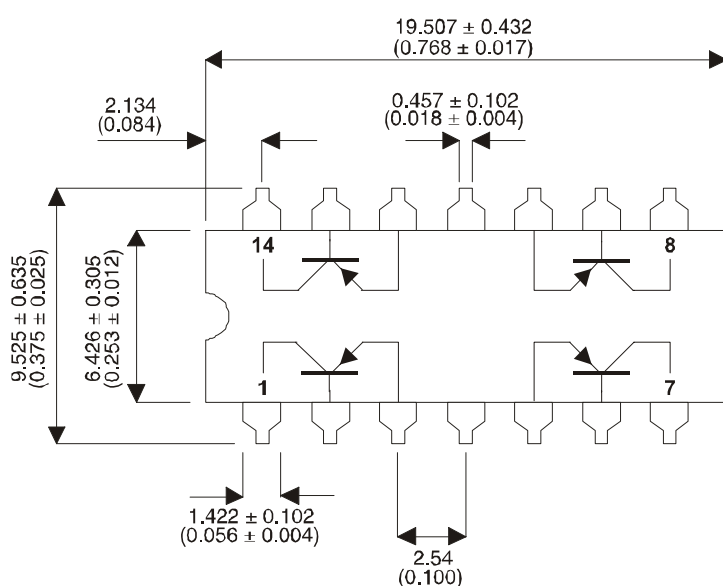 19.507 ± 0.432
(0.768 ± 0.017)
2.134
(0.084)
0.457 ± 0.102
(0.018 ± 0.004)
14
8
9.525 ± 0.635
(0.375 ± 0.025)
6.426 ± 0.305
(0.253 ± 0.012)
1
7
1.422 ± 0.102
(0.056 ± 0.004)
2.54
(0.100)